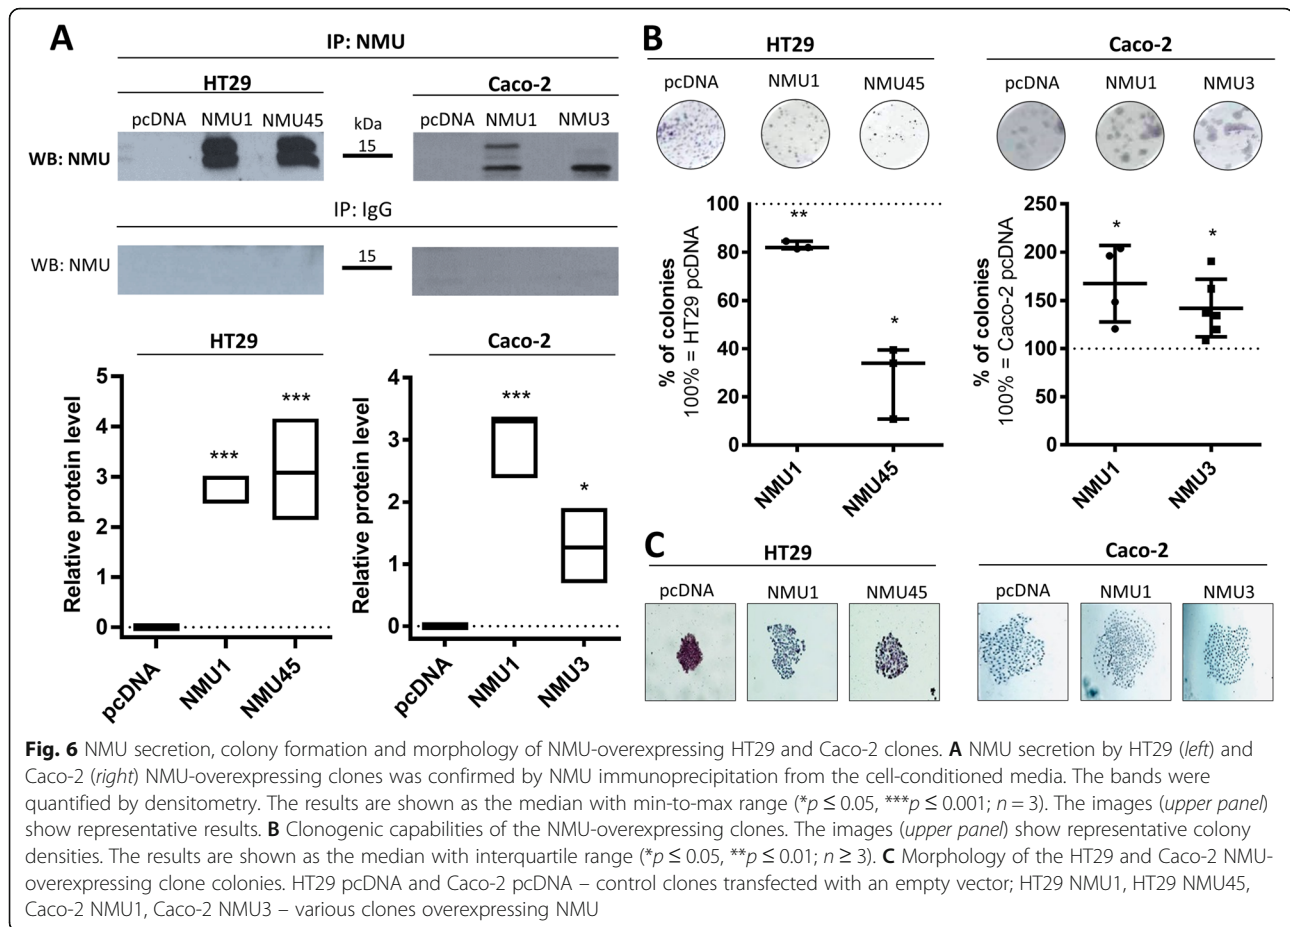 A
IP: NMU
HT29
Caco-2
pcDNA NMU1 NMU45
kDa
pcDNA NMU1 NMU3
WB: NMU
15
IP: IgG
WB: NMU
15
HT29
Caco-2
Relative protein level
5
4
3
2
1
0
***
***
pcDNA
NMU1
NMU45
Relative protein level
4
3
2
1
0
***
*
pcDNA
NMU1
NMU3
B
HT29
Caco-2
pcDNA
NMU1
NMU45
pcDNA
NMU1
NMU3
% of colonies
100% = HT29 pcDNA
100
80
60
40
20
0
**
*
NMU1
NMU45
% of colonies
100% = Caco-2 pcDNA
250
200
150
100
50
0
*
*
NMU1
NMU3
C
HT29
Caco-2
pcDNA
NMU1
NMU45
pcDNA
NMU1
NMU3
Fig. 6 NMU secretion, colony formation and morphology of NMU-overexpressing HT29 and Caco-2 clones. A NMU secretion by HT29 (left) and
Caco-2 (right) NMU-overexpressing clones was confirmed by NMU immunoprecipitation from the cell-conditioned media. The bands were
quantified by densitometry. The results are shown as the median with min-to-max range (*p ≤ 0.05, ***p ≤ 0.001; n = 3). The images (upper panel)
show representative results. B Clonogenic capabilities of the NMU-overexpressing clones. The images (upper panel) show representative colony
densities. The results are shown as the median with interquartile range (*p ≤ 0.05, **p ≤ 0.01; n ≥ 3). C Morphology of the HT29 and Caco-2 NMU-
overexpressing clone colonies. HT29 pcDNA and Caco-2 pcDNA – control clones transfected with an empty vector; HT29 NMU1, HT29 NMU45,
Caco-2 NMU1, Caco-2 NMU3 – various clones overexpressing NMU